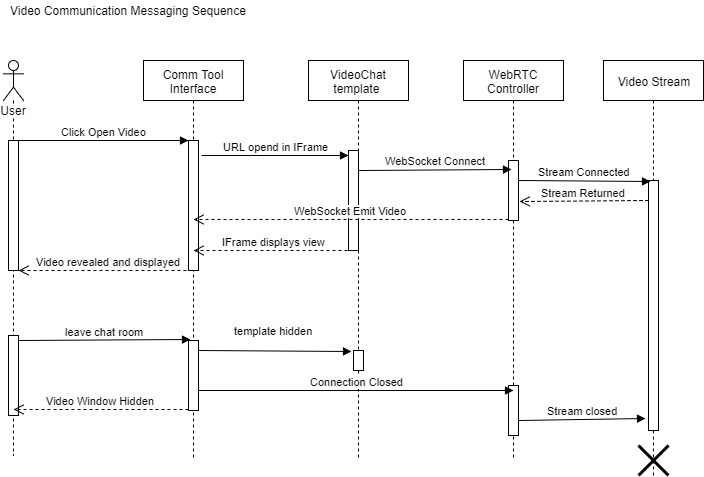 Video Communication Messaging Sequence
Comm Tool
Interface
VideoChat
template
WebRTC
Controller
Video Stream
User
Click Open Video
URL opend in IFrame
WebSocket Connect
Stream Connected
Stream Returned
WebSocket Emit Video
IFrame displays view
Video revealed and displayed
leave chat room
template hidden
Connection Closed
Video Window Hidden
Stream closed